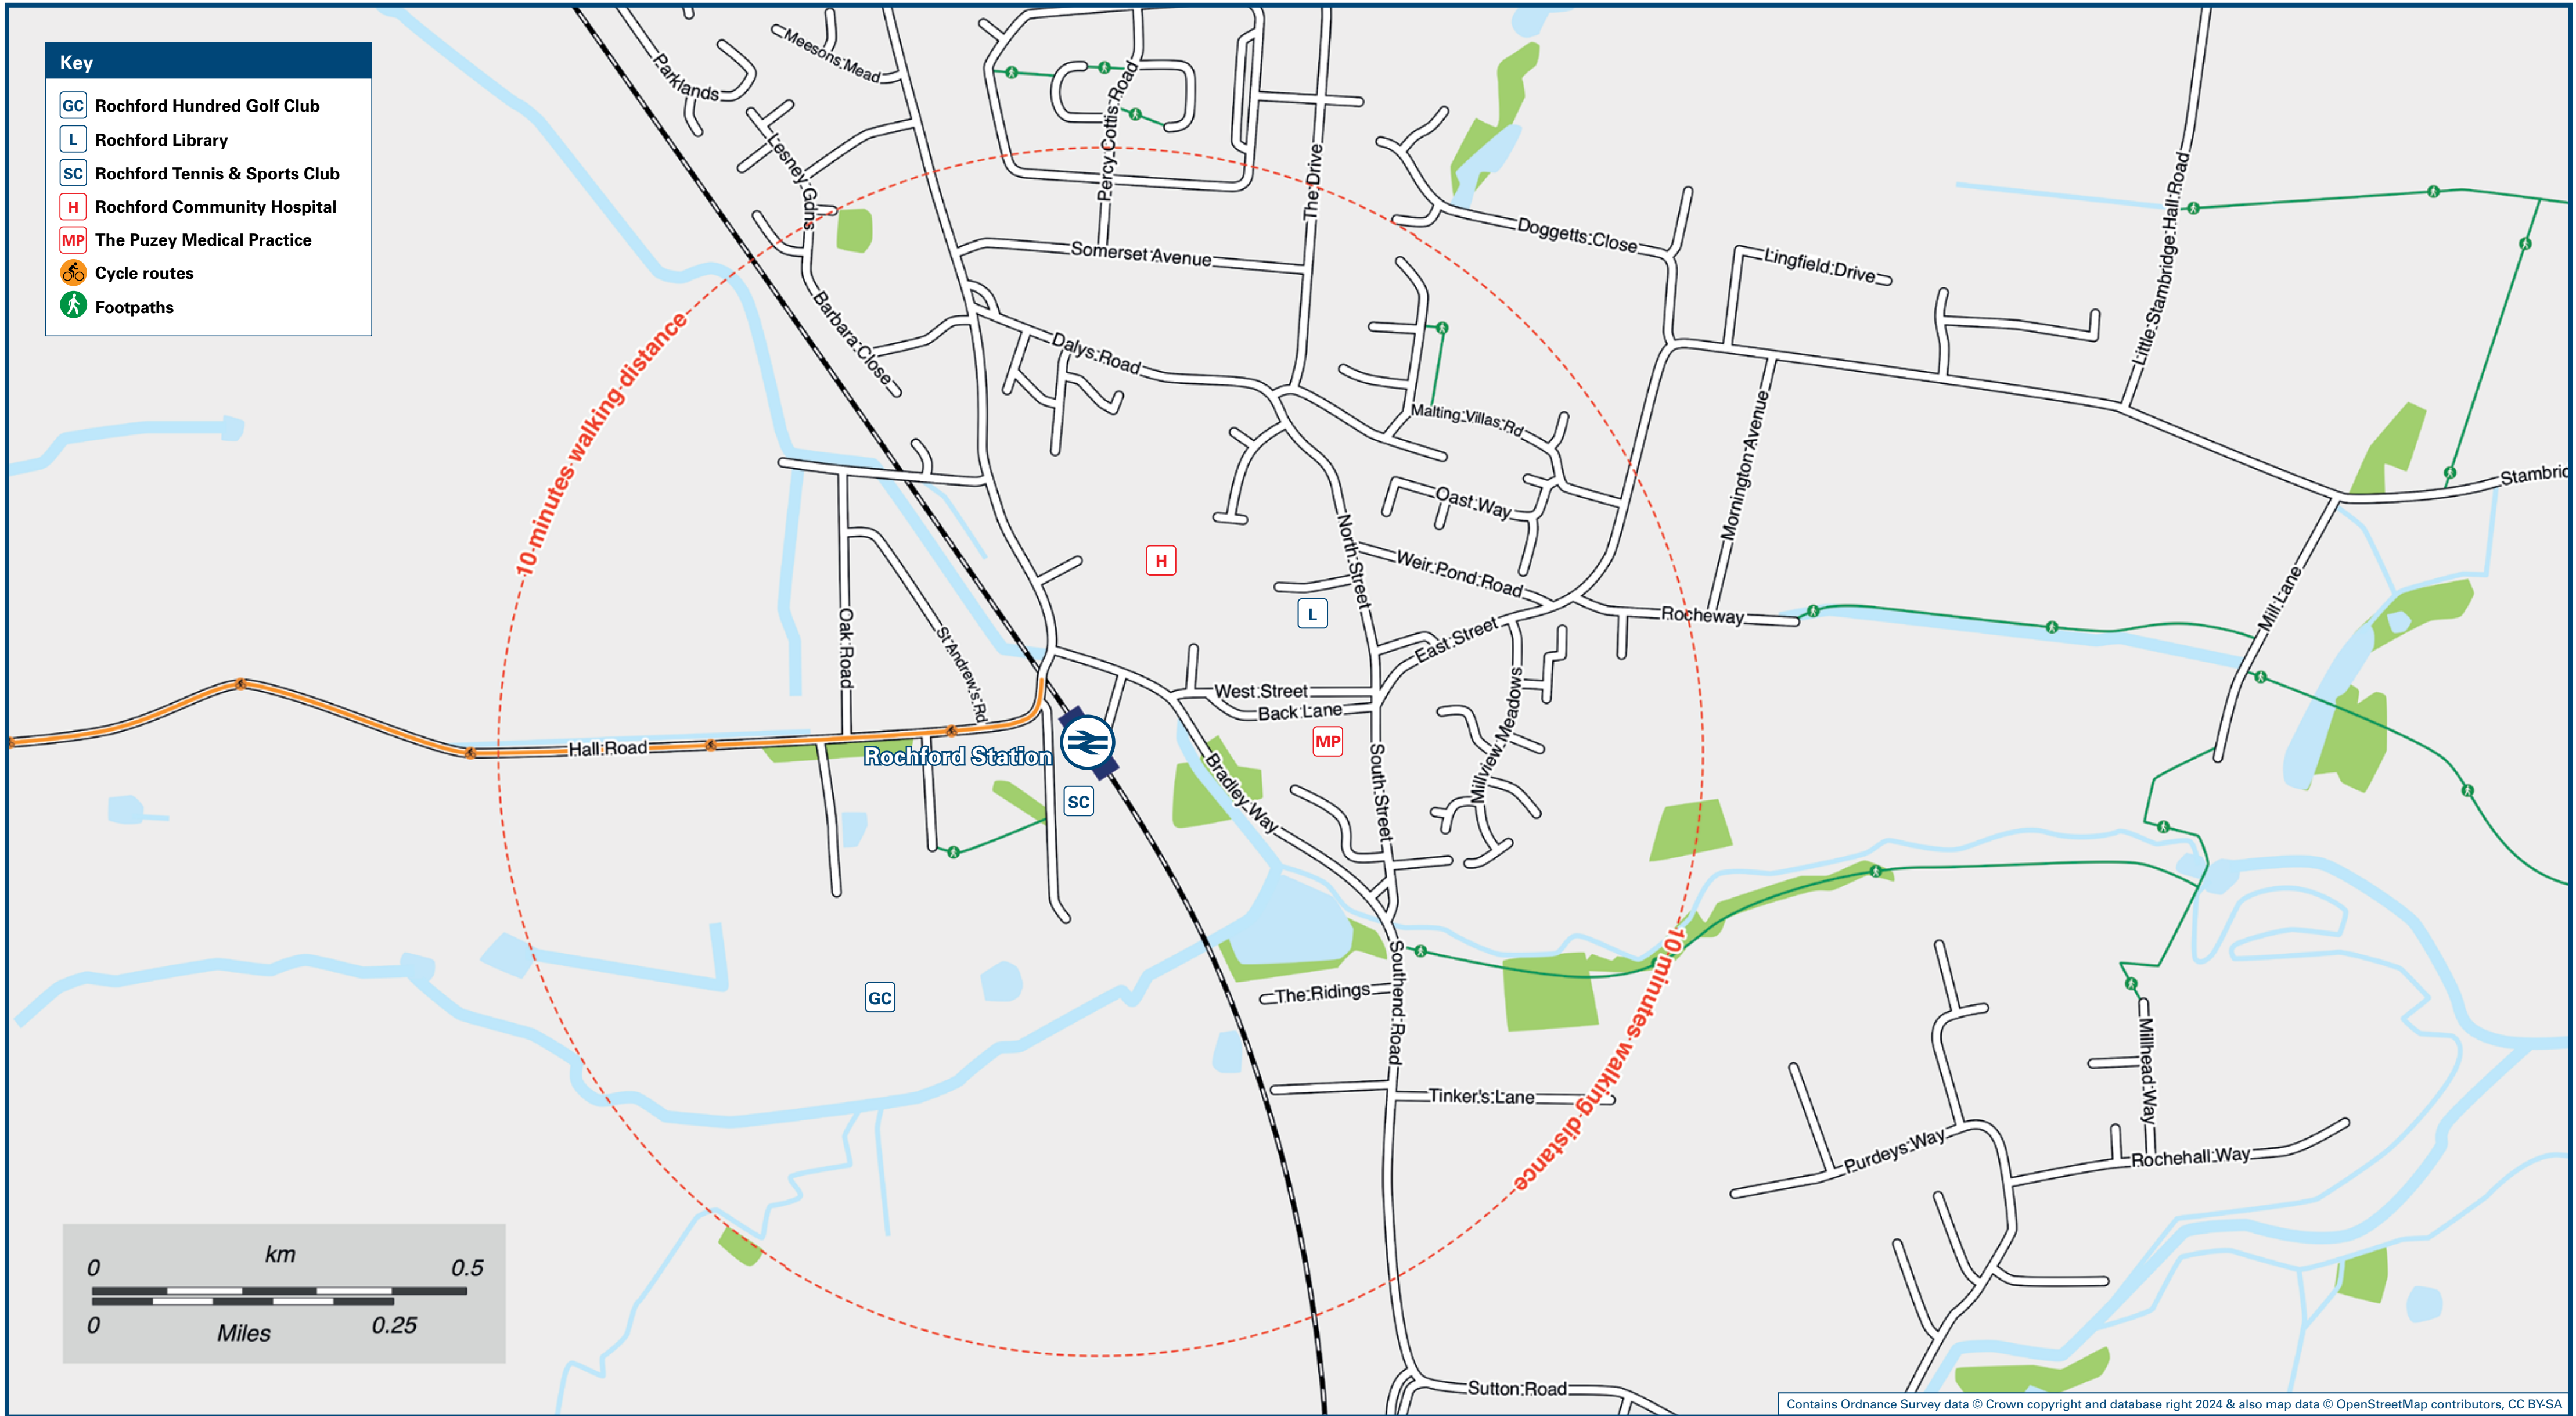 Key
GC Rochford Hundred Golf Club
L Rochford Library
SC Rochford Tennis & Sports Club
H Rochford Community Hospital
MP The Puzey Medical Practice
Cycle routes
Footpaths
Parklands
Meesons Mead
Lesney Gdns
Percy Cottis Road
The Drive
Somerset Avenue
Doggetts Close
Lingfield Drive
Little Stambridge Hall Road
Barbara Close
Dalys Road
10 minutes walking distance
Malting Villas Rd
Mornington Avenue
Oast Way
Stambrid
North Street
Weir Pond Road
H
L
Mill Lane
Rocheway
East Street
Oak Road
St Andrew's Rd
West Street
Back Lane
Millview Meadows
MP
Hall Road
Rochford Station
South Street
Bradley Way
SC
GC
Southend Road
The Ridings
10 minutes walking distance
Tinker's Lane
Millhead Way
Purdeys Way
Rochehall Way
km
0 0.5
0 Miles 0.25
Sutton Road
Contains Ordnance Survey data © Crown copyright and database right 2024 & also map data © OpenStreetMap contributors, CC BY-SA